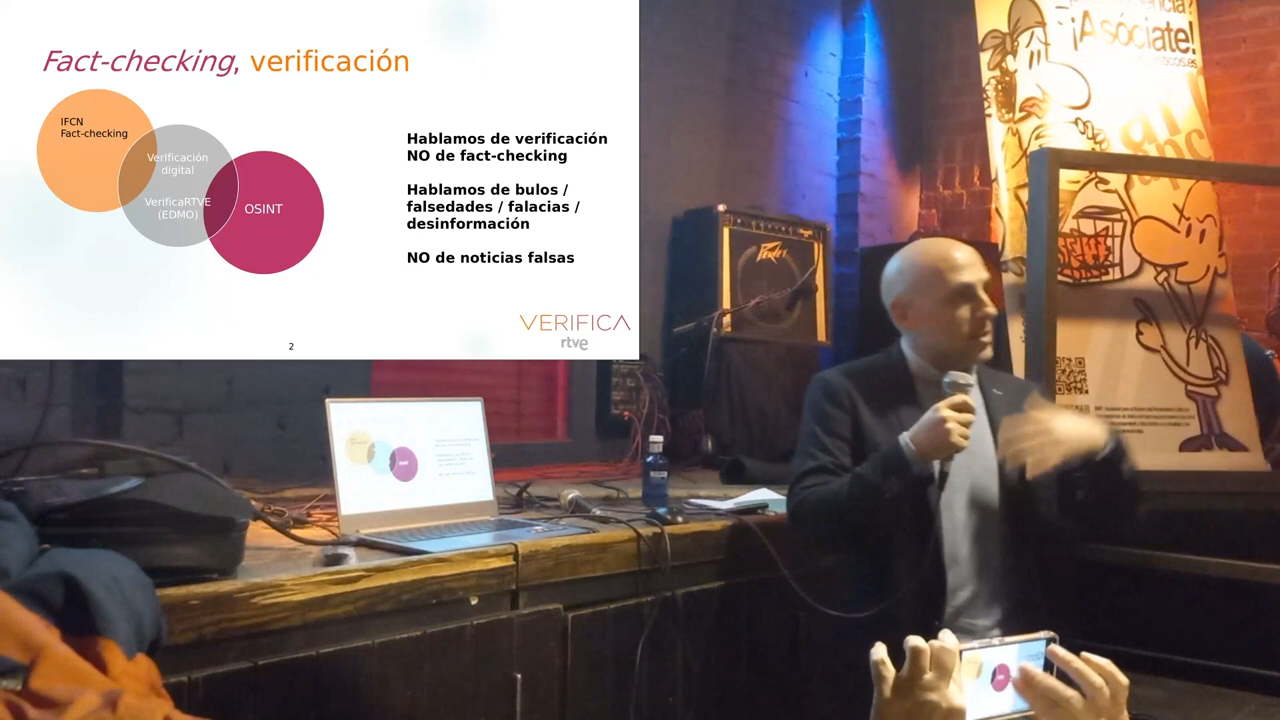 Fact-checking, verificación
IFCN
Fact-checking
Verificación
digital
VerificaRTVE
(EDMO)
OSINT
Hablamos de verificación
NO de fact-checking
Hablamos de bulos /
falsedades / falacias /
desinformación
NO de noticias falsas
VERIFICA
rtve
2
¡Asóciate!
PEAVEY